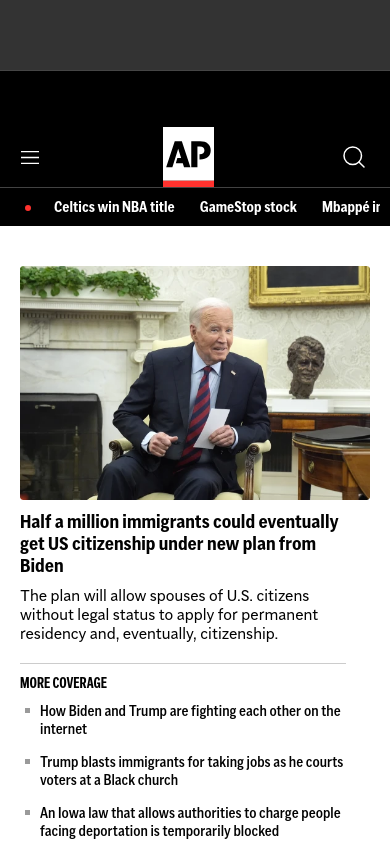 AP
Celtics win NBA title GameStop stock Mbappé
Half a million immigrants could eventually
get US citizenship under new plan from
Biden
The plan will allow spouses of U.S. citizens
without legal status to apply for permanent
residency and, eventually, citizenship.
MORE COVERAGE
How Biden and Trump are fighting each other on the
internet
Trump blasts immigrants for taking jobs as he courts
voters at a Black church
An Iowa law that allows authorities to charge people
facing deportation is temporarily blocked